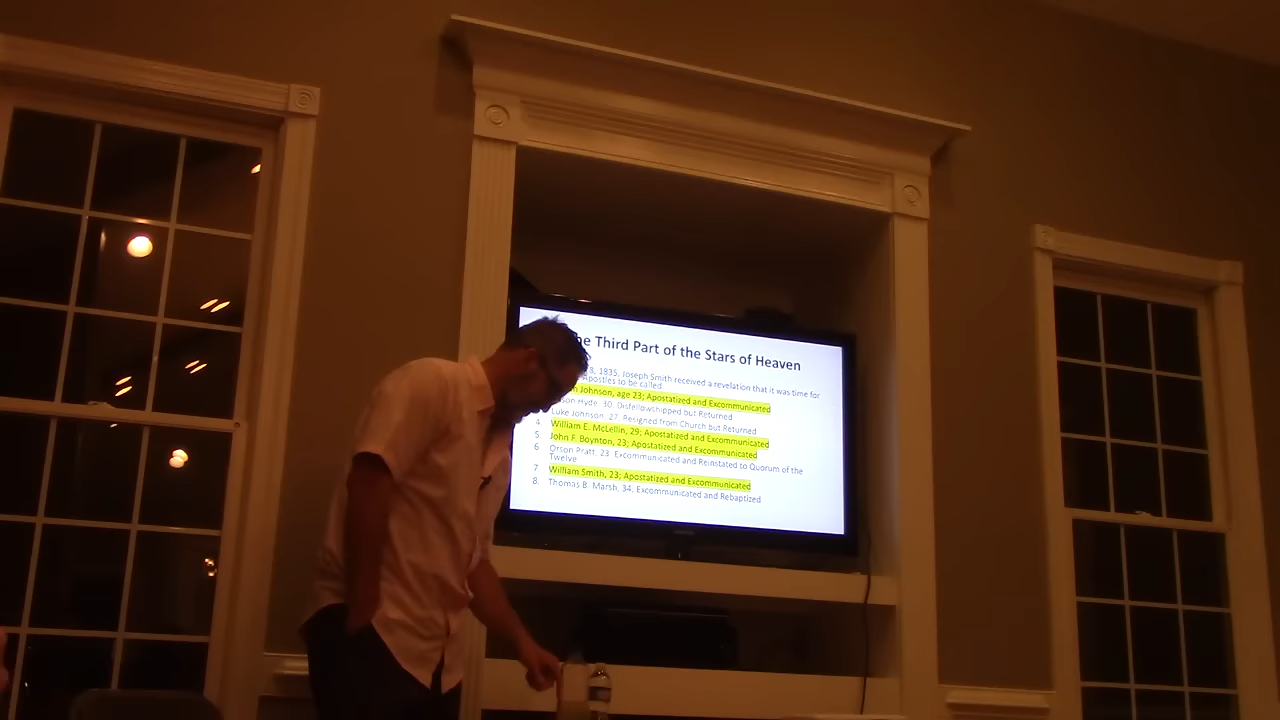 he Third Part of the Stars of Heaven
8, 1835, Joseph Smith received a revelation that it was time for
Apostles to be called.
n Johnson, age 23; Apostatized and Excommunicated
son Hyde, 30, Disfellowshipped but Returned
Luke Johnson, 27, Resigned from Church but Returned
4. William E. McLellin, 29; Apostatized and Excommunicated
5. John F. Boynton, 23; Apostatized and Excommunicated
6 Orson Pratt, 23, Excommunicated and Reinstated to Quorum of the
Twelve
7 William Smith, 23; Apostatized and Excommunicated
8. Thomas B. Marsh, 34, Excommunicated and Rebaptized